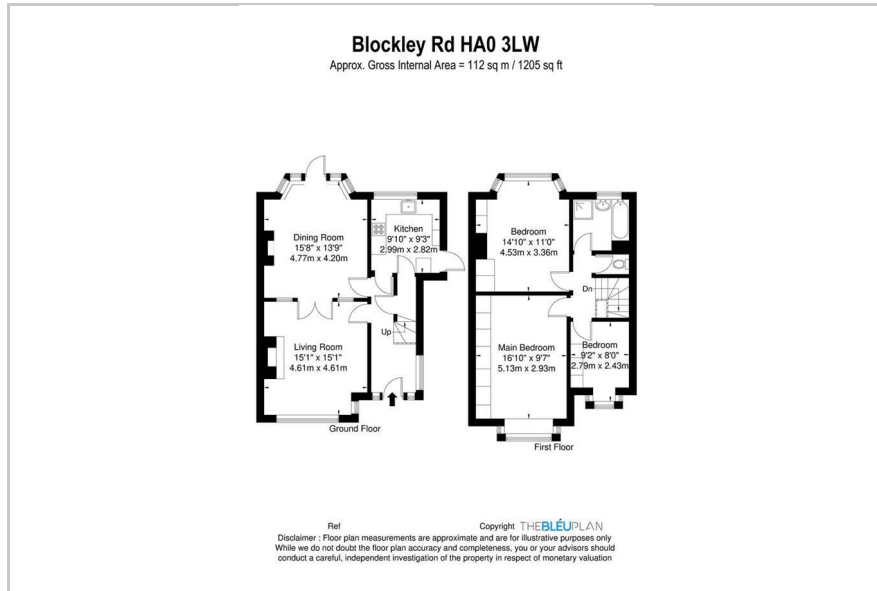 Blockley Rd HA0 3LW
Approx. Gross Internal Area = 112 sq m / 1205 sq ft
Dining Room
15'8" x 13'9"
4.77m x 4.20m
Kitchen
9'10" x 9'3"
2.99m x 2.82m
Living Room
15'1" x 15'1"
4.61m x 4.61m
Up
Ground Floor
Bedroom
14'10" x 11'0"
4.53m x 3.36m
Dn
Main Bedroom
16'10" x 9'7"
5.13m x 2.93m
Bedroom
9'2" x 8'0"
2.79m x 2.43m
First Floor
Ref
Copyright THEBLÉUPLAN
Disclaimer : Floor plan measurements are approximate and are for illustrative purposes only
While we do not doubt the floor plan accuracy and completeness, you or your advisors should
conduct a careful, independent investigation of the property in respect of monetary valuation